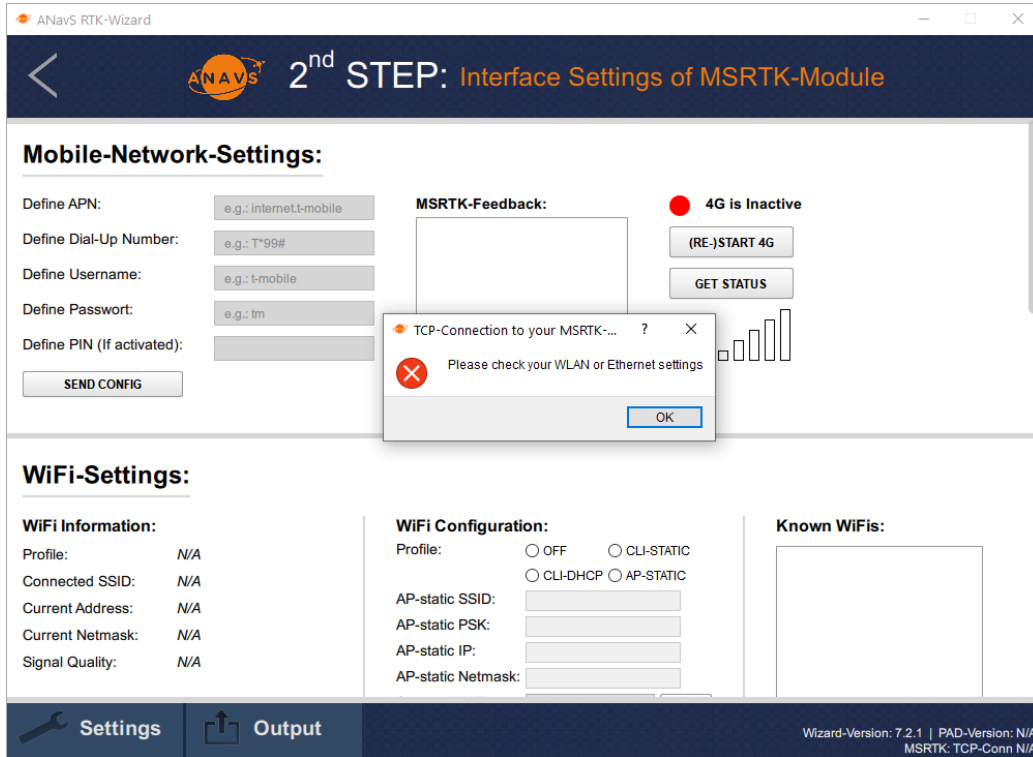 ANavS RTK-Wizard
ANAVS
2nd STEP: Interface Settings of MSRTK-Module
Mobile-Network-Settings:
Define APN:
e.g.: internet.t-mobile
Define Dial-Up Number:
e.g.: T*99#
Define Username:
e.g.: t-mobile
Define Passwort:
e.g.: tm
Define PIN (If activated):
SEND CONFIG
MSRTK-Feedback:
4G is Inactive
(RE-)START 4G
GET STATUS
TCP-Connection to your MSRTK-... ?
Please check your WLAN or Ethernet settings
OK
WiFi-Settings:
WiFi Information:
Profile: N/A
Connected SSID: N/A
Current Address: N/A
Current Netmask: N/A
Signal Quality: N/A
WiFi Configuration:
Profile:
OFF CLI-STATIC
CLI-DHCP AP-STATIC
AP-static SSID:
AP-static PSK:
AP-static IP:
AP-static Netmask:
Known WiFis:
Settings
Output
Wizard-Version: 7.2.1 | PAD-Version: N/A
MSRTK: TCP-Conn N/A